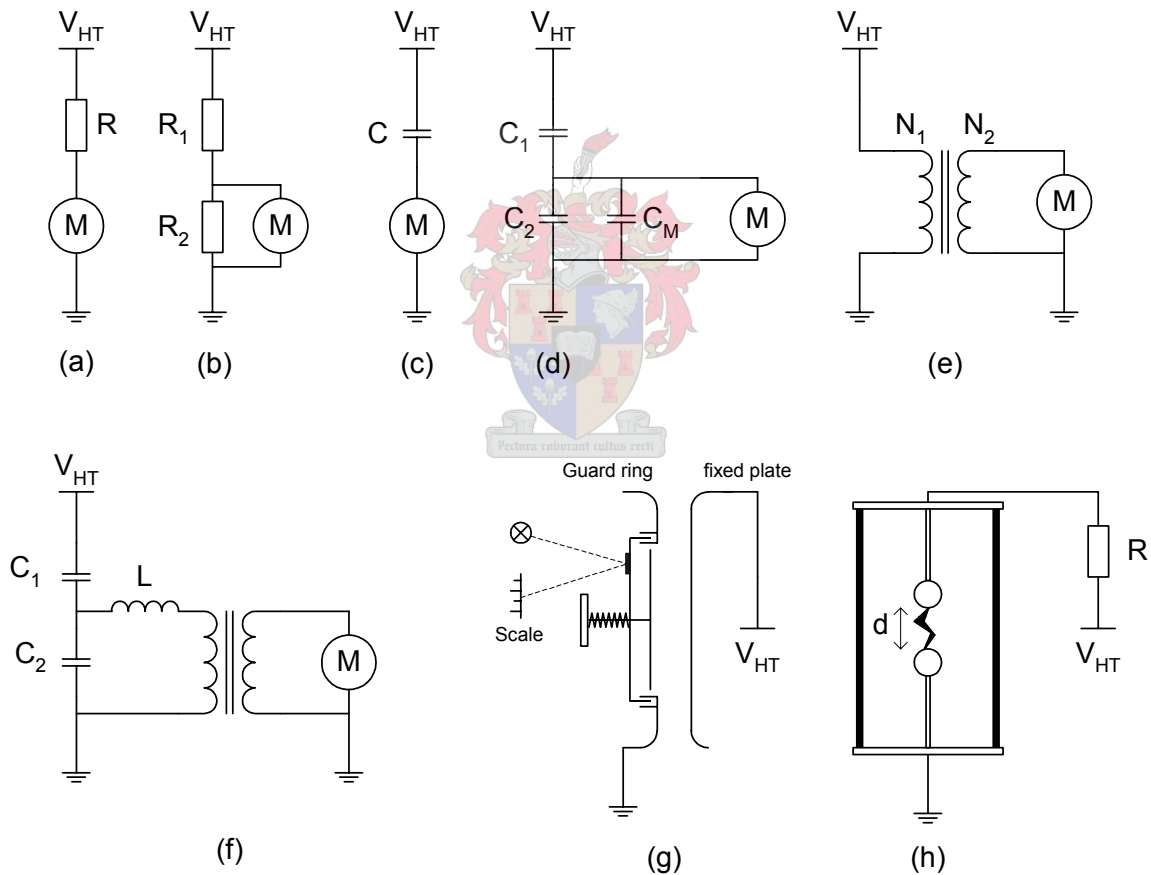 V_HT V_HT V_HT V_HT V_HT
R R_1 C C_1 N_1 N_2
M R_2 M M C_2 C_M M M
(a) (b) (c) (d) (e)
Pectora roborant cultus recti
V_HT Guard ring fixed plate
C_1 L R
C_2 M Scale d
V_HT V_HT
(f) (g) (h)